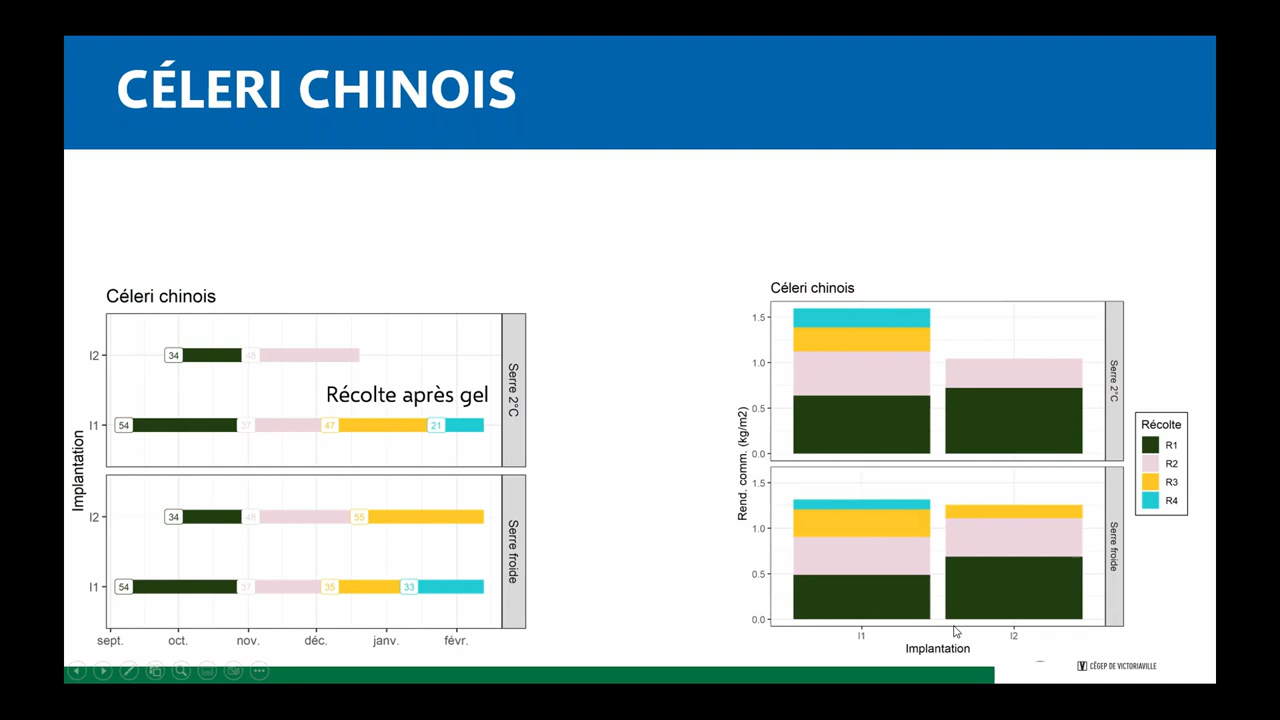 CÉLERI CHINOIS
Céleri chinois
I2
34
48
Serre 2°C
Récolte après gel
I1
54
37
47
21
Implantation
I2
34
48
55
Serre froide
I1
54
37
35
33
sept. oct. nov. déc. janv. févr.
Céleri chinois
1.5
1.0
0.5
0.0
Serre 2°C
Rend. comm. (kg/m2)
1.5
1.0
0.5
0.0
Serre froide
I1 I2
Implantation
Récolte
R1
R2
R3
R4
CÉGEP DE VICTORIAVILLE